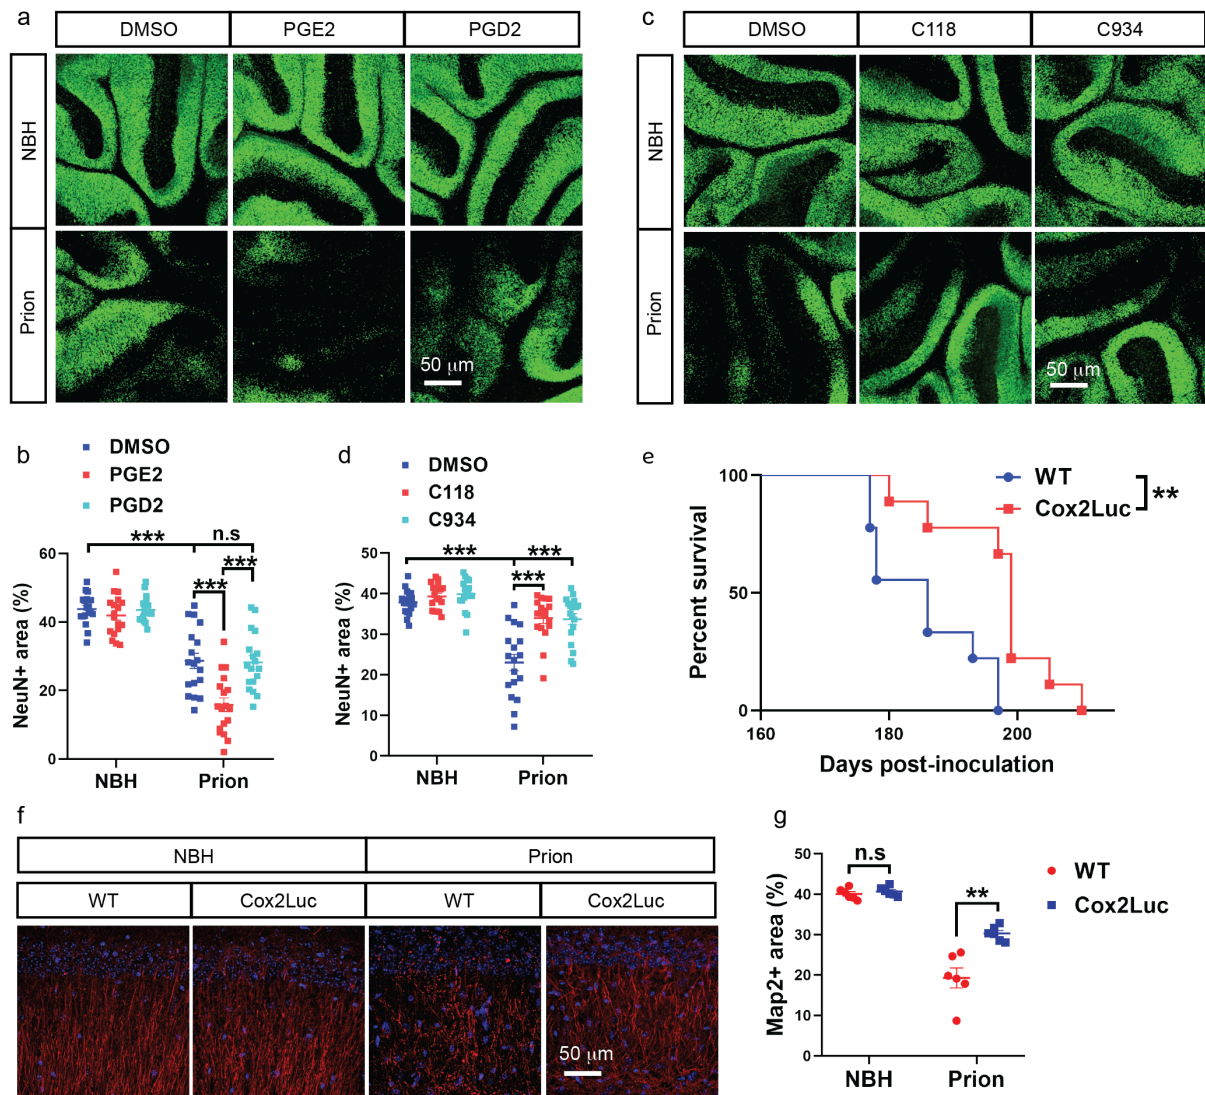 a
DMSO PGE2 PGD2
NBH
Prion
50 μm
c
DMSO C118 C934
NBH
Prion
50 μm
b
DMSO
PGE2
PGD2
NeuN+ area (%)
60
40
20
0
*** n.s
*** ***
NBH Prion
d
DMSO
C118
C934
NeuN+ area (%)
50
40
30
20
10
0
*** ***
***
NBH Prion
e
WT
Cox2Luc
**
Percent survival
100
50
0
160 180 200
Days post-inoculation
f
NBH Prion
WT Cox2Luc WT Cox2Luc
50 μm
g
WT
Cox2Luc
Map2+ area (%)
50
40
30
20
10
0
n.s
**
NBH Prion